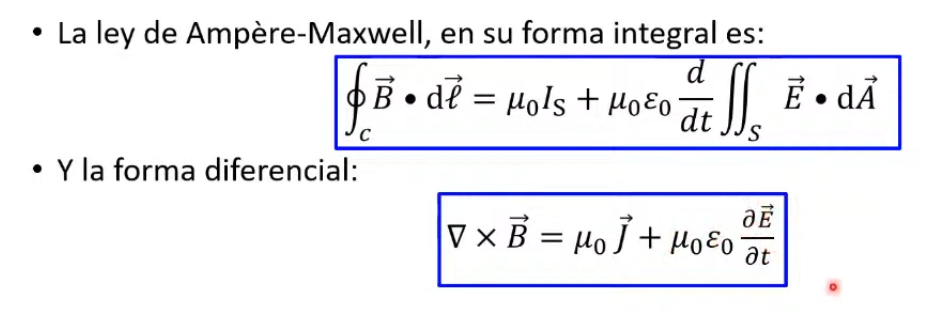 • La ley de Ampère-Maxwell, en su forma integral es:
∮_c B⃗ • dℓ⃗ = μ₀I_S + μ₀ε₀ d/dt ∬_S E⃗ • dA⃗
• Y la forma diferencial:
∇ × B⃗ = μ₀ J⃗ + μ₀ε₀ ∂E⃗/∂t